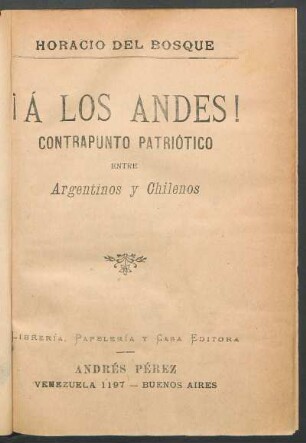 HORACIO DEL BOSQUE
¡Á LOS ANDES!
CONTRAPUNTO PATRIÓTICO
ENTRE
Argentinos y Chilenos
LIBRERÍA, PAPELERÍA Y CASA EDITORA
ANDRÉS PÉREZ
VENEZUELA 1197 — BUENOS AIRES